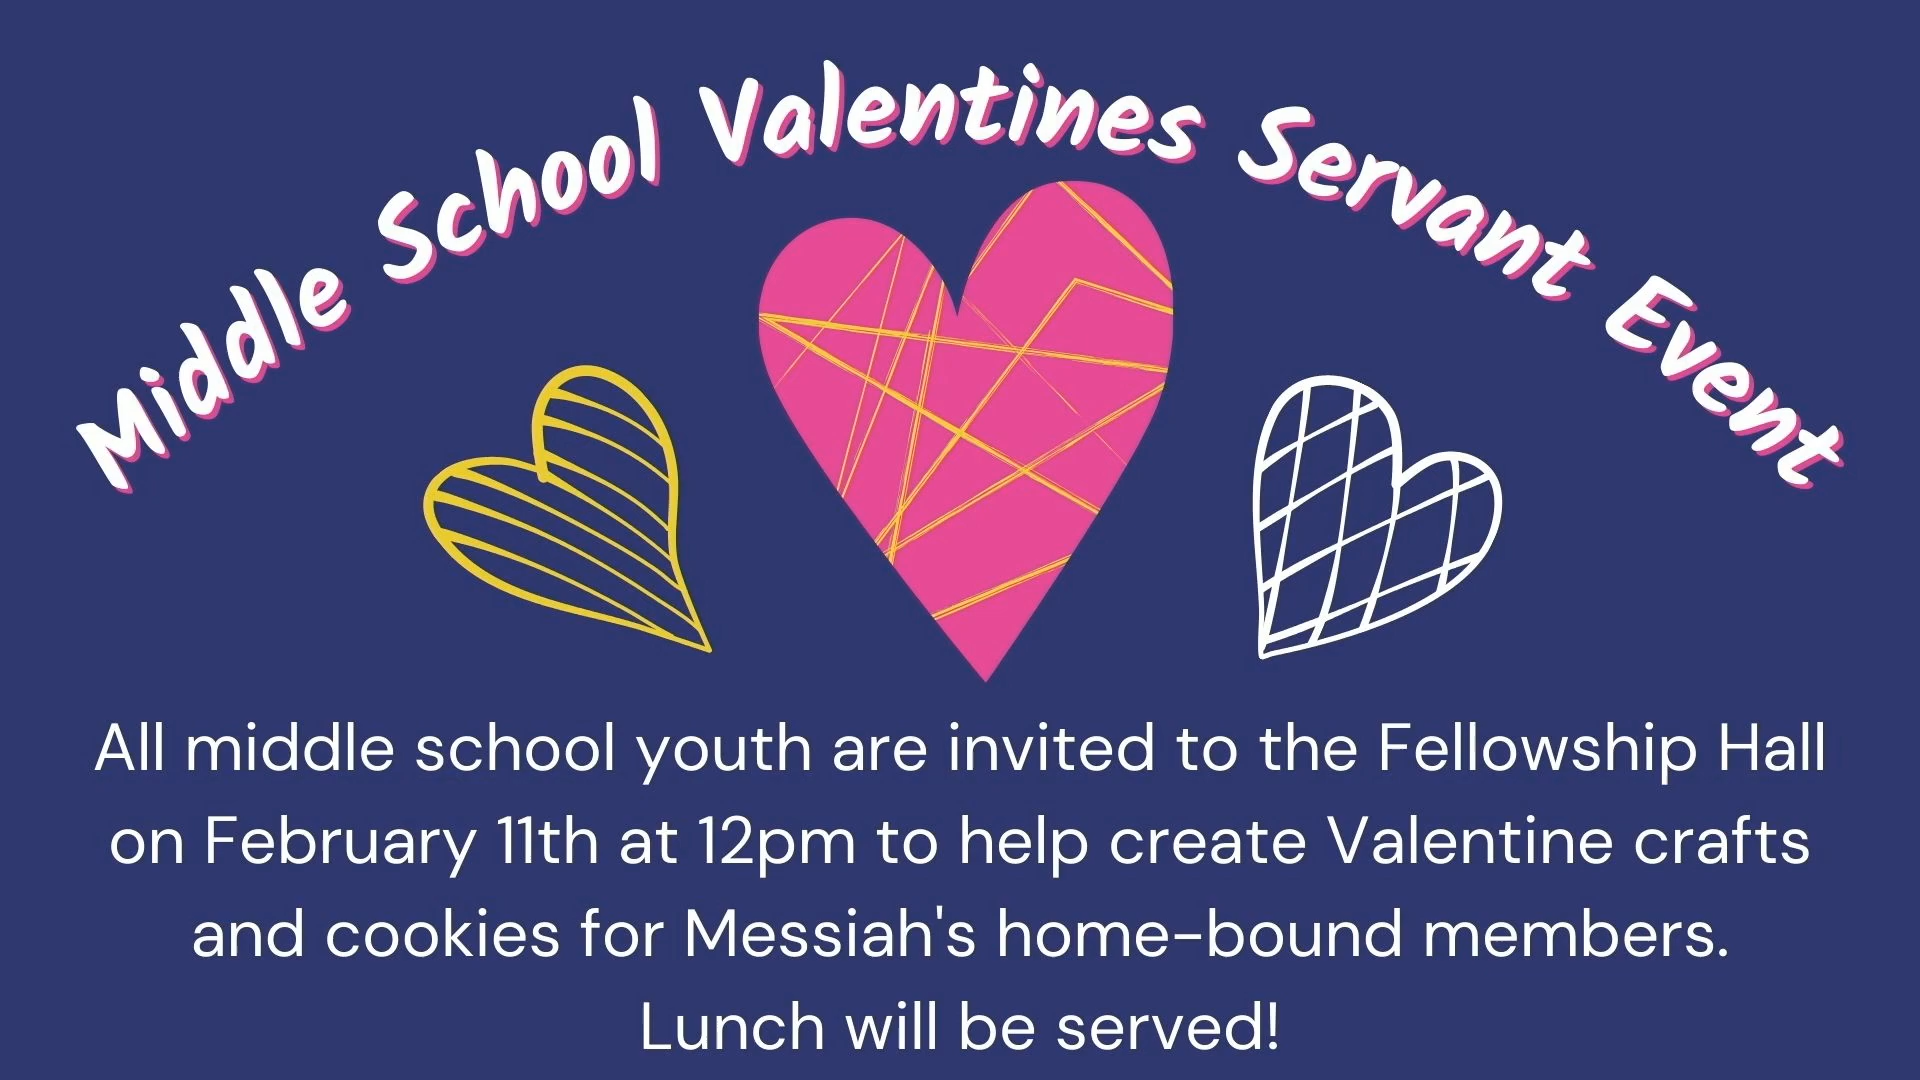 Middle School Valentines Servant Event
All middle school youth are invited to the Fellowship Hall
on February 11th at 12pm to help create Valentine crafts
and cookies for Messiah's home-bound members.
Lunch will be served!